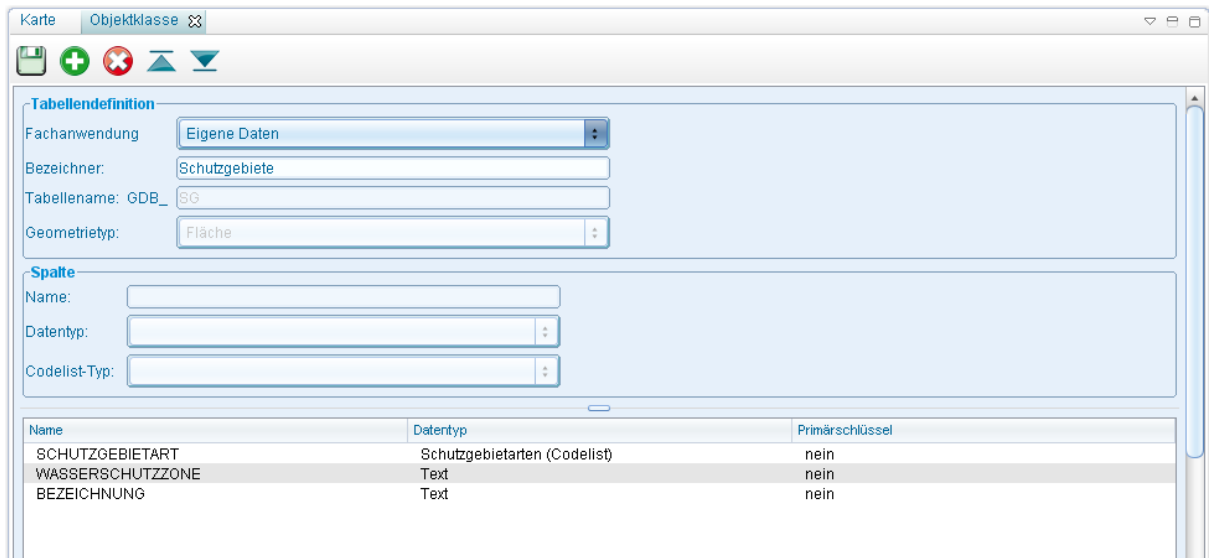 Karte Objektklasse
Tabellendefinition
Fachanwendung Eigene Daten
Bezeichner: Schutzgebiete
Tabellename: GDB_ SG
Geometrietyp: Fläche
Spalte
Name:
Datentyp:
Codelist-Typ:
Name Datentyp Primärschlüssel
SCHUTZGEBIETART Schutzgebietarten (Codelist) nein
WASSERSCHUTZZONE Text nein
BEZEICHNUNG Text nein